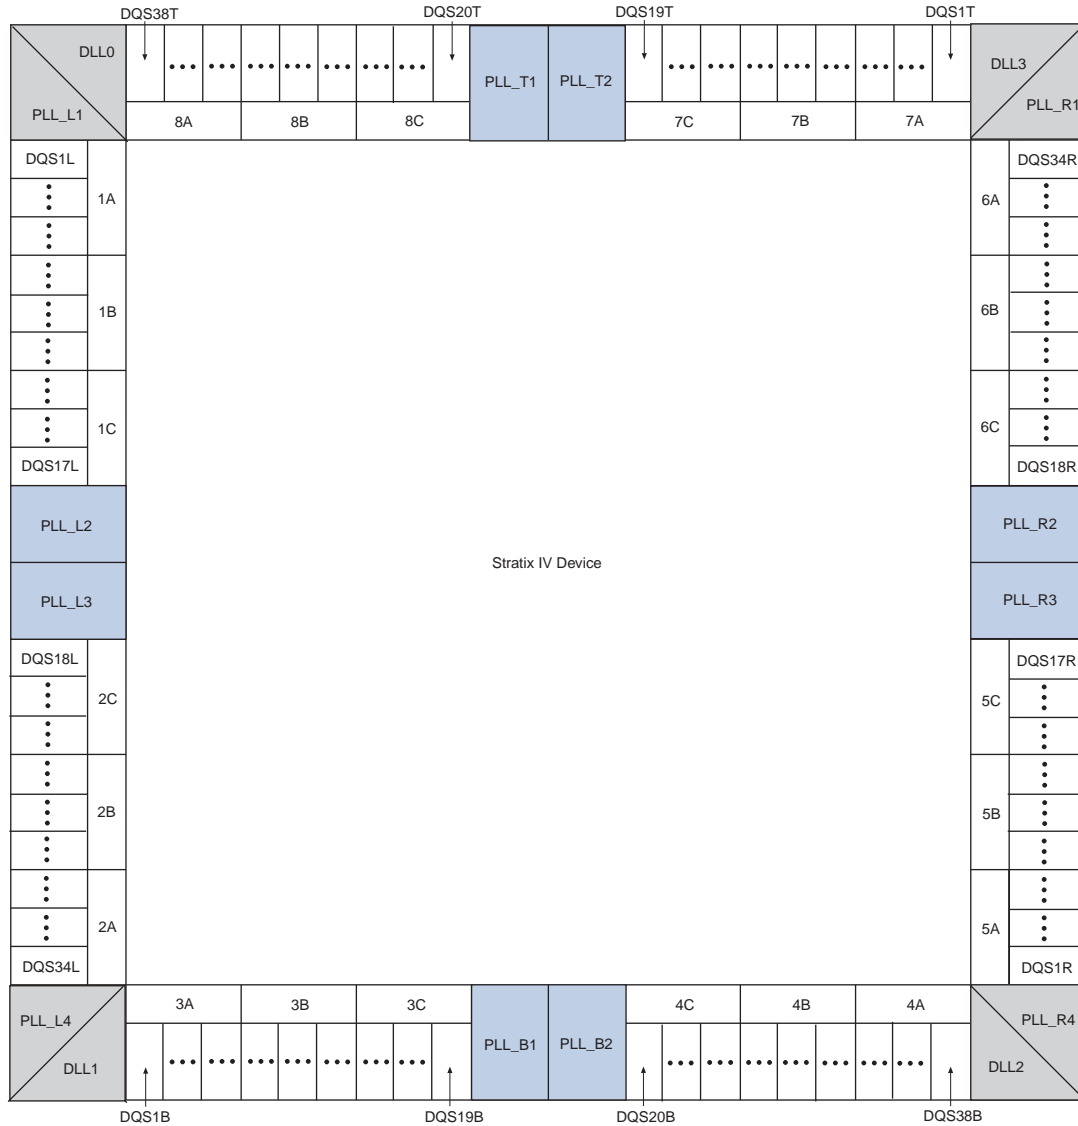 DQS38T
DQS20T
DQS19T
DQS1T
DLL0
PLL_L1
PLL_T1
PLL_T2
DLL3
PLL_R1
8A
8B
8C
7C
7B
7A
DQS1L
1A
1B
1C
DQS17L
DQS34R
6A
6B
6C
DQS18R
PLL_L2
PLL_L3
Stratix IV Device
PLL_R2
PLL_R3
DQS18L
2C
2B
2A
DQS34L
DQS17R
5C
5B
5A
DQS1R
PLL_L4
DLL1
3A
3B
3C
PLL_B1
PLL_B2
4C
4B
4A
PLL_R4
DLL2
DQS1B
DQS19B
DQS20B
DQS38B